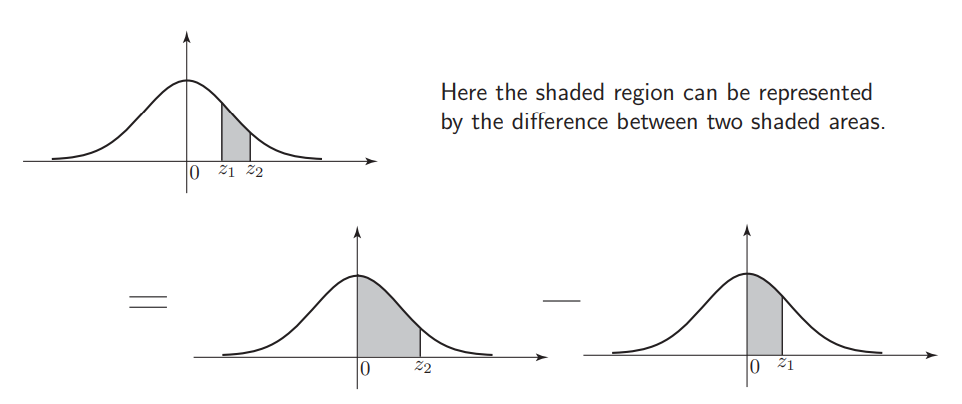 Here the shaded region can be represented
by the difference between two shaded areas.
0 z₁ z₂
=
0 z₂
—
0 z₁